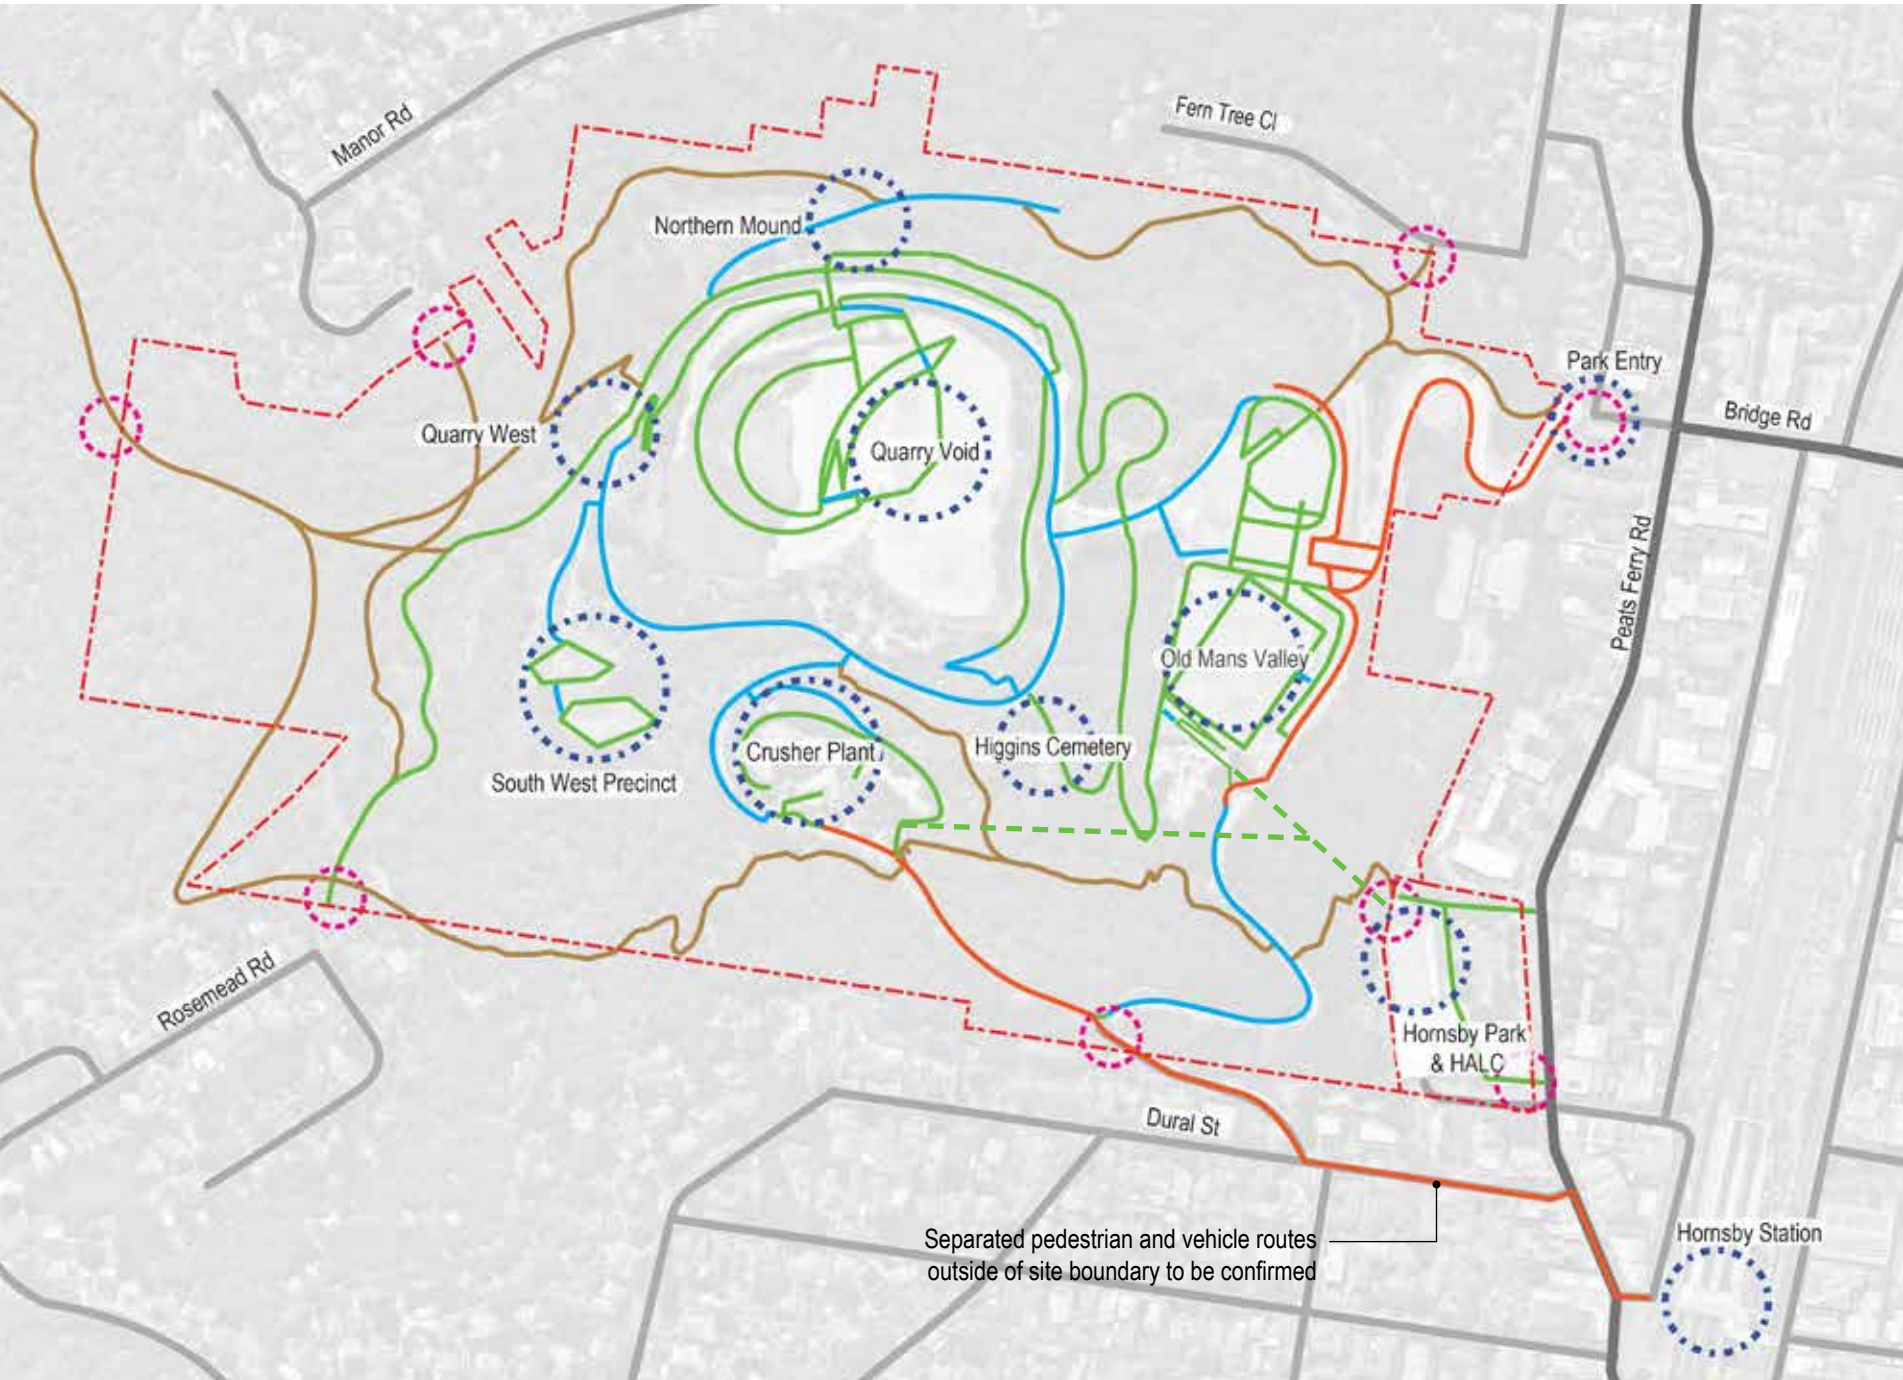 Fern Tree Cl
Manor Rd
Northern Mound
Park Entry
Bridge Rd
Quarry West
Quarry Void
Peats Ferry Rd
Old Mans Valley
Crusher Plant
Higgins Cemetery
South West Precinct
Rosemead Rd
Hornsby Park
& HALC
Dural St
Separated pedestrian and vehicle routes
outside of site boundary to be confirmed
Hornsby Station